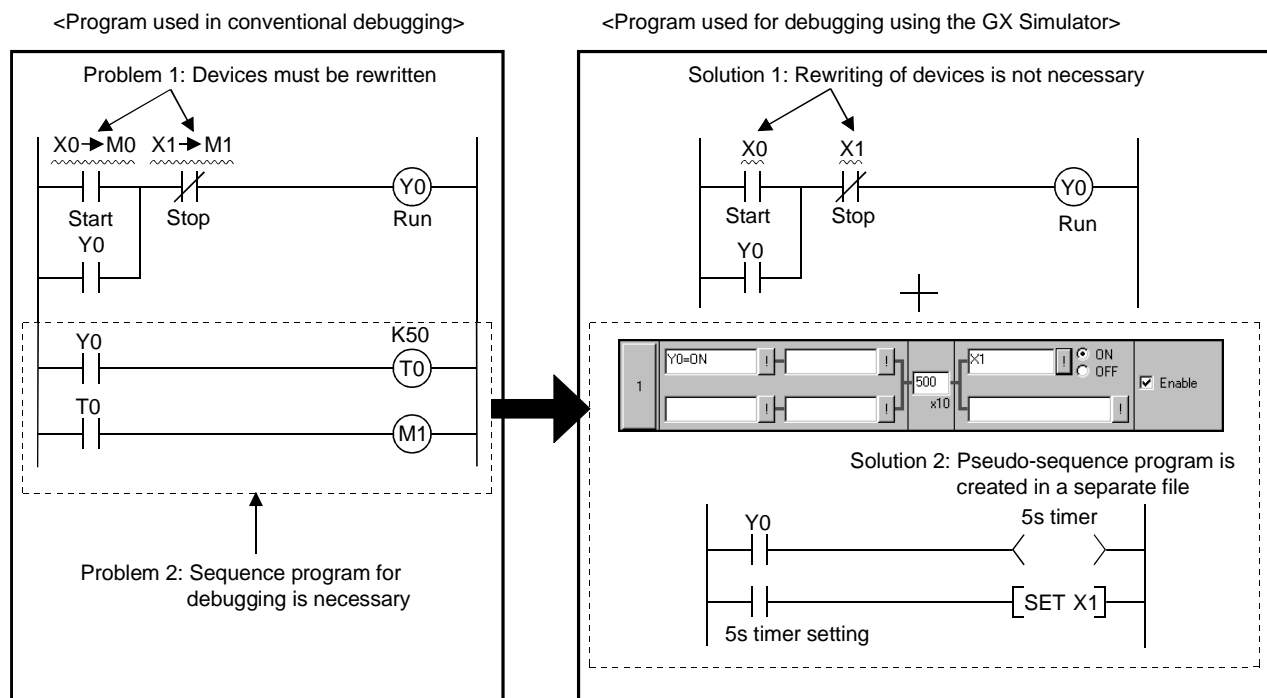 <Program used in conventional debugging>
Problem 1: Devices must be rewritten
X0→M0 X1→M1
Y0
Start
Stop
Run
Y0
Y0
K50
T0
T0
M1
Problem 2: Sequence program for
debugging is necessary
<Program used for debugging using the GX Simulator>
Solution 1: Rewriting of devices is not necessary
X0
X1
Y0
Start
Stop
Run
Y0
1
Y0=ON
!
!
500
x10
X1
!
ON
OFF
Enable
!
!
!
Solution 2: Pseudo-sequence program is
created in a separate file
Y0
5s timer
SET X1
5s timer setting